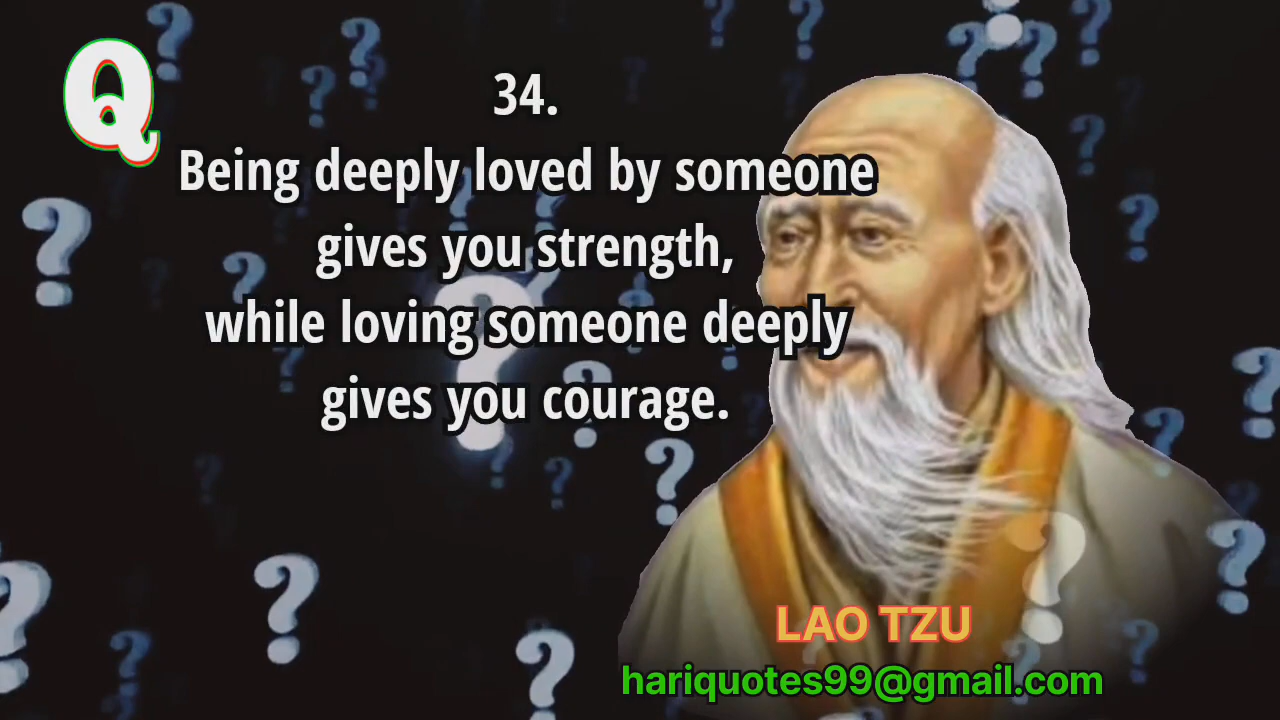 Q
34.
Being deeply loved by someone
gives you strength,
while loving someone deeply
gives you courage.
LAO TZU
hariquotes99@gmail.com